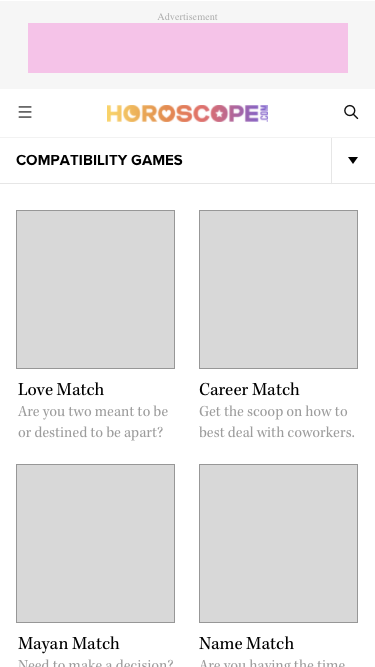 Advertisement
HOROSCOPE
COMPATIBILITY GAMES
Love Match
Are you two meant to be
or destined to be apart?
Career Match
Get the scoop on how to
best deal with coworkers.
Mayan Match
Need to make a decision?
Name Match
Are you having the time